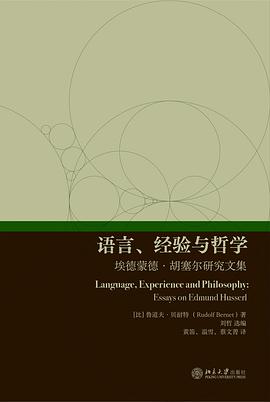 语言、经验与哲学
埃德蒙德·胡塞尔研究文集
Language, Experience and Philosophy:
Essays on Edmund Husserl
[比] 鲁道夫·贝耐特 (Rudolf Bernet) 著
刘哲 选编
黄笛、温雪、蔡文菁 译
北京大学出版社
PEKING UNIVERSITY PRESS